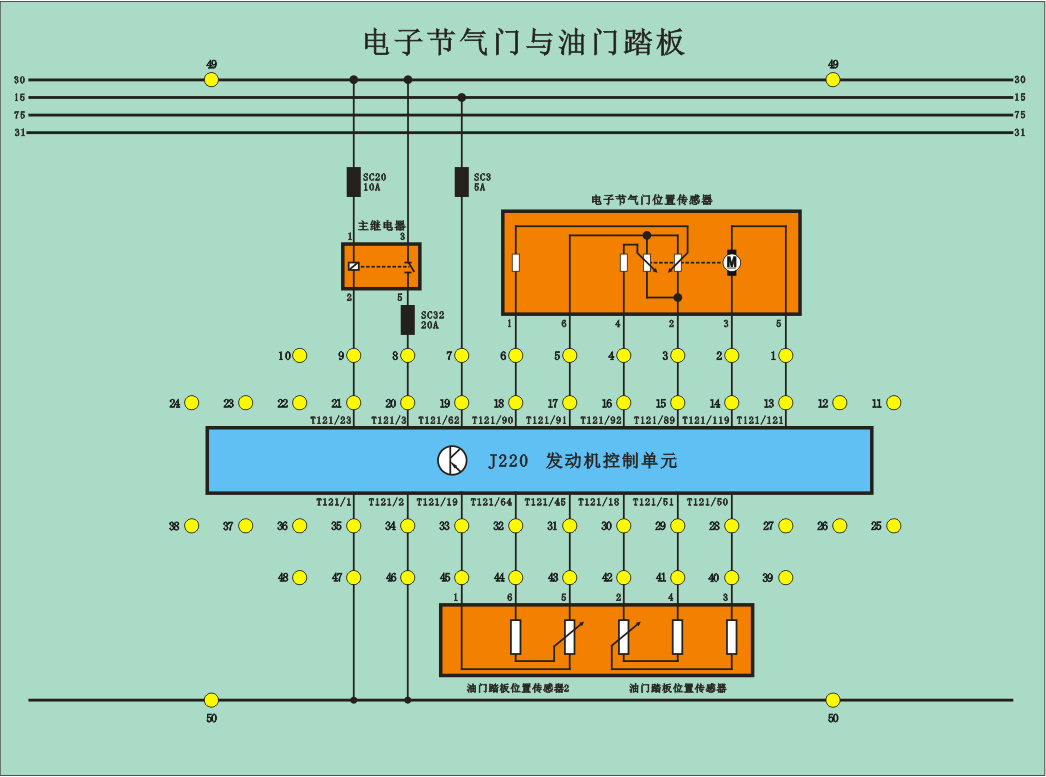 电子节气门与油门踏板
49 49
30 30
15 15
75 75
31 31
SC20 SC3
10A 5A
电子节气门位置传感器
主继电器
1 3
M
2 5
SC32
20A
1 6 4 2 3 5
10 9 8 7 6 5 4 3 2 1
24 23 22 21 20 19 18 17 16 15 14 13 12 11
T121/23 T121/3 T121/62 T121/90 T121/91 T121/92 T121/89 T121/119 T121/121
J220 发动机控制单元
T121/1 T121/2 T121/19 T121/64 T121/45 T121/18 T121/51 T121/50
38 37 36 35 34 33 32 31 30 29 28 27 26 25
48 47 46 45 44 43 42 41 40 39
1 6 5 2 4 3
油门踏板位置传感器2 油门踏板位置传感器
50 50